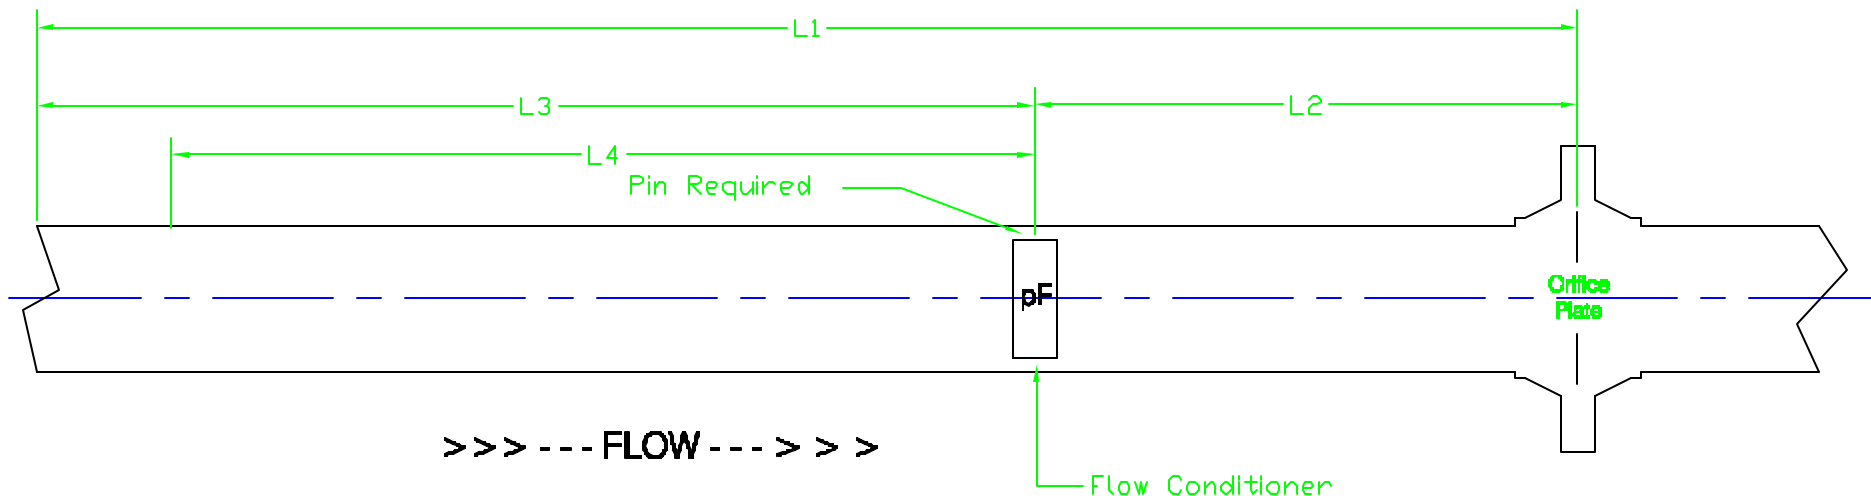 L1
L3
L2
L4
Pin Required
pF
Orifice
Plate
>>>---FLOW--->>>
Flow Conditioner